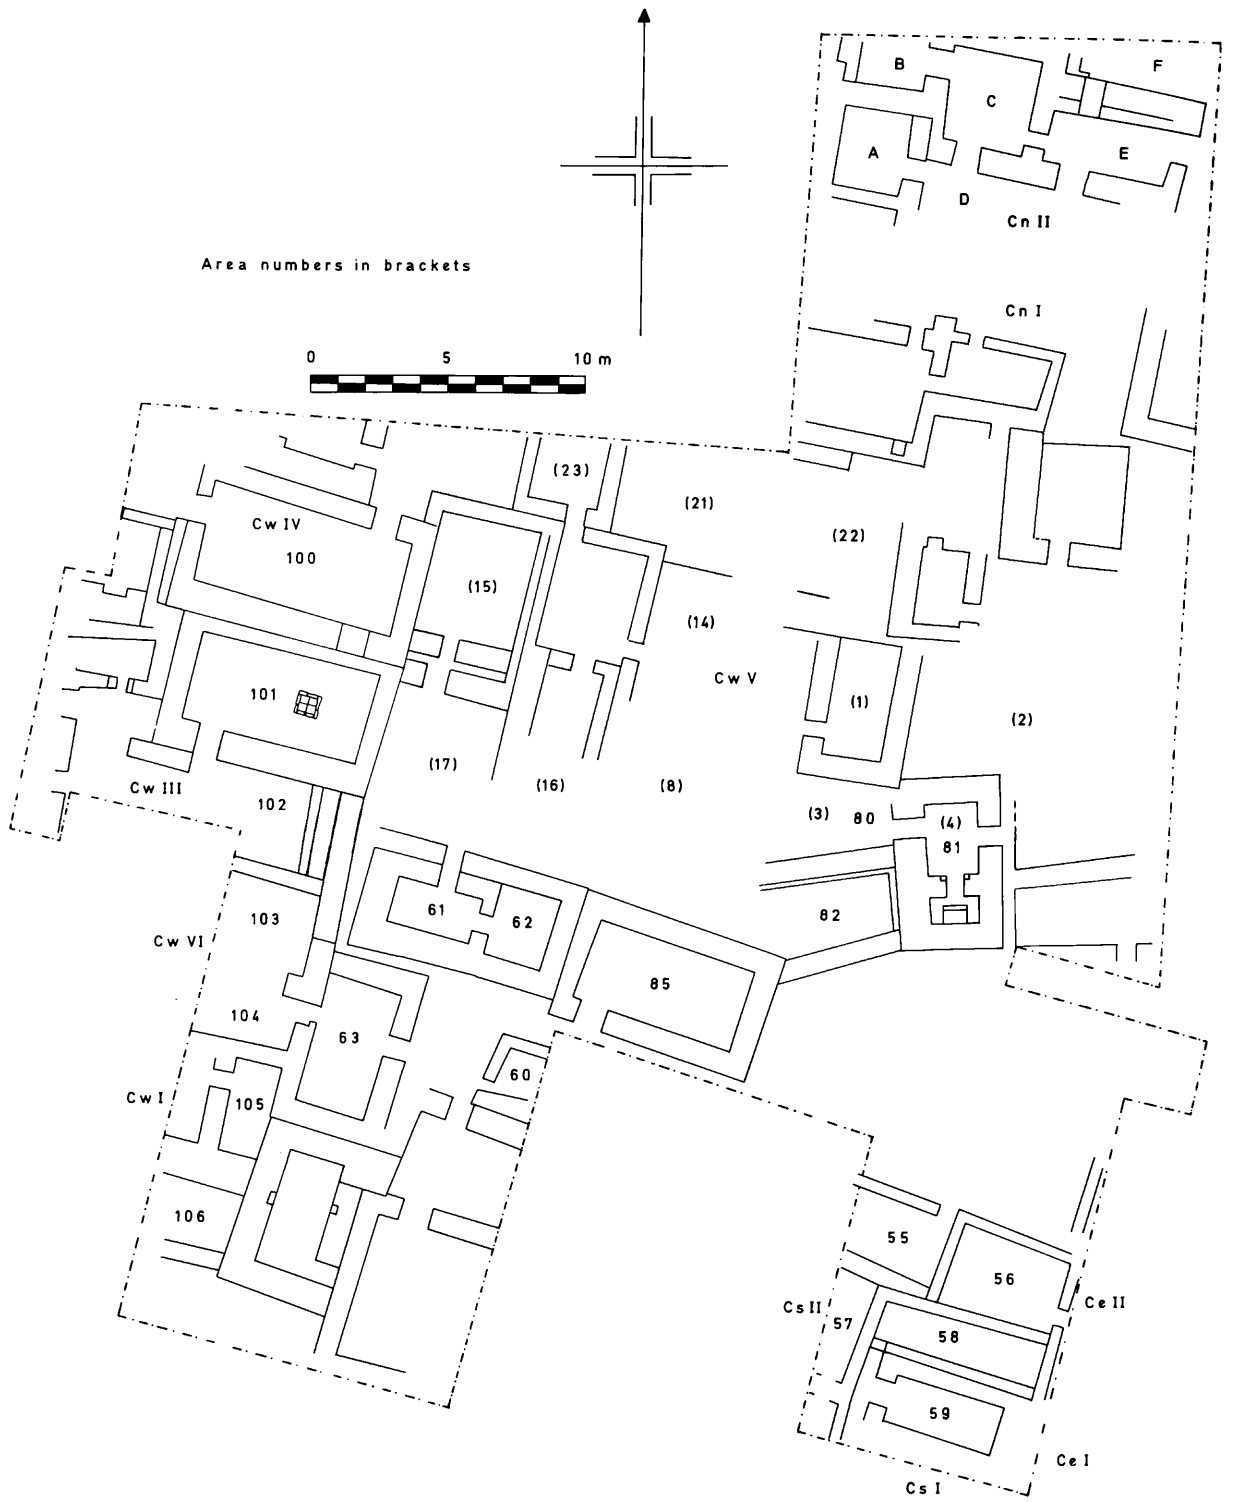 B
F
C
A
E
D
Cn II
Area numbers in brackets
Cn I
0 5 10 m
(23)
(21)
Cw IV
(22)
100
(15)
(14)
Cw V
101
(1)
(2)
(17)
(16)
(8)
Cw III
102
(3) 80 (4)
81
61
62
82
103
Cw VI
85
104
63
60
Cw I
105
106
55
56
Cs II
57
Ce II
58
59
Ce I
Cs I